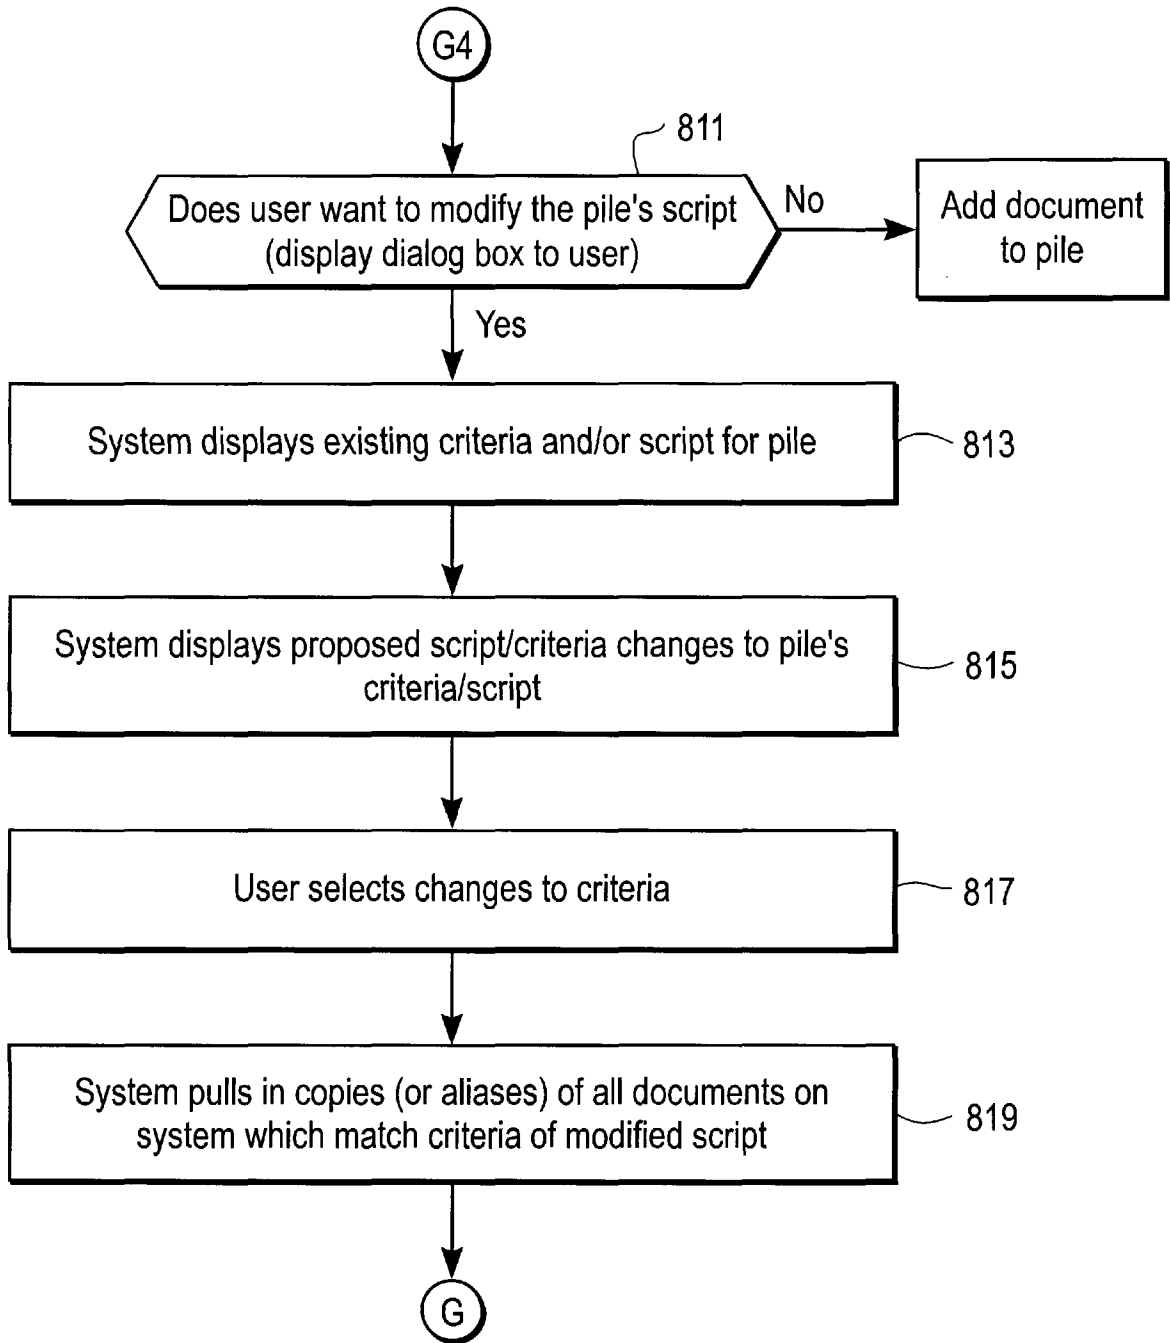 G4
811
Does user want to modify the pile's script
(display dialog box to user)
No
Add document
to pile
Yes
System displays existing criteria and/or script for pile
813
System displays proposed script/criteria changes to pile's
criteria/script
815
User selects changes to criteria
817
System pulls in copies (or aliases) of all documents on
system which match criteria of modified script
819
G